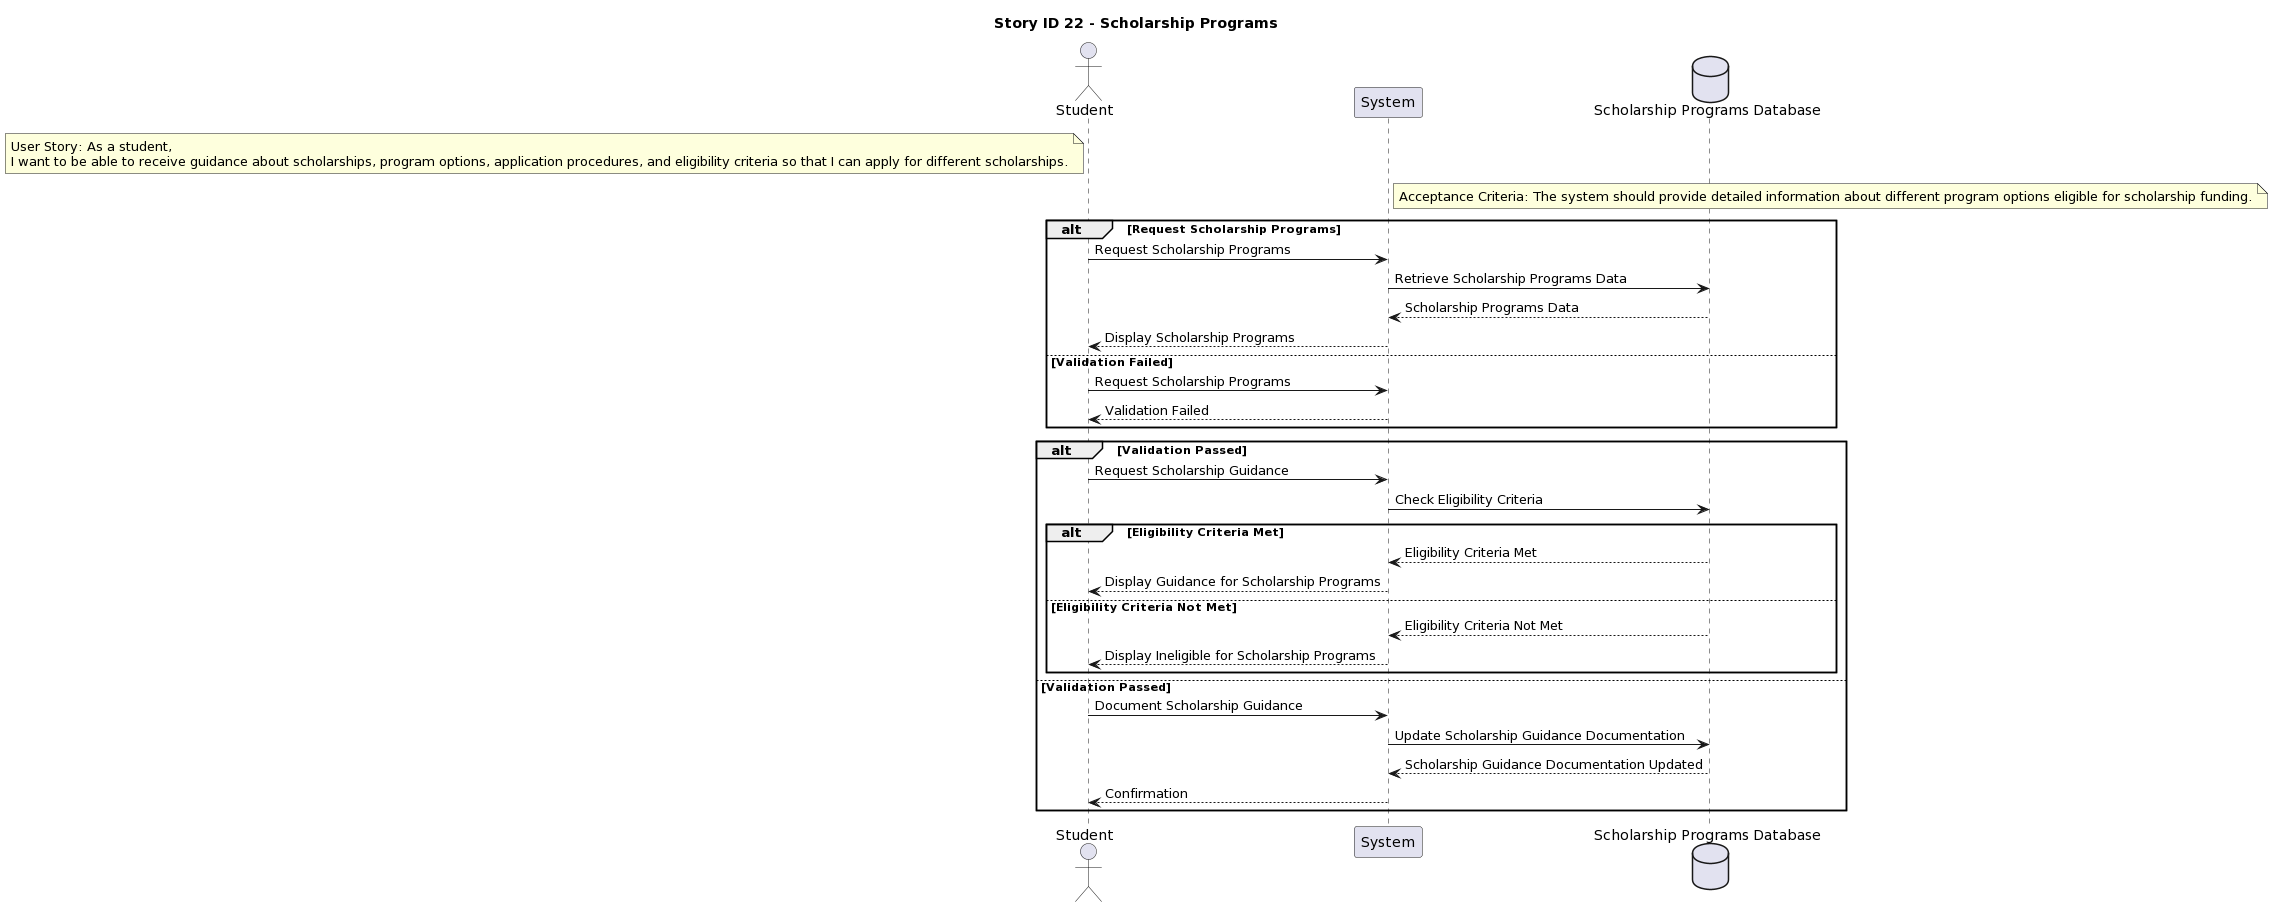 Story ID 22 - Scholarship Programs
Student
System
Scholarship Programs Database
User Story: As a student,
I want to be able to receive guidance about scholarships, program options, application procedures, and eligibility criteria so that I can apply for different scholarships.
Acceptance Criteria: The system should provide detailed information about different program options eligible for scholarship funding.
alt [Request Scholarship Programs]
Request Scholarship Programs
Retrieve Scholarship Programs Data
Scholarship Programs Data
Display Scholarship Programs
[Validation Failed]
Request Scholarship Programs
Validation Failed
alt [Validation Passed]
Request Scholarship Guidance
Check Eligibility Criteria
alt [Eligibility Criteria Met]
Eligibility Criteria Met
Display Guidance for Scholarship Programs
[Eligibility Criteria Not Met]
Eligibility Criteria Not Met
Display Ineligible for Scholarship Programs
[Validation Passed]
Document Scholarship Guidance
Update Scholarship Guidance Documentation
Scholarship Guidance Documentation Updated
Confirmation
Student
System
Scholarship Programs Database